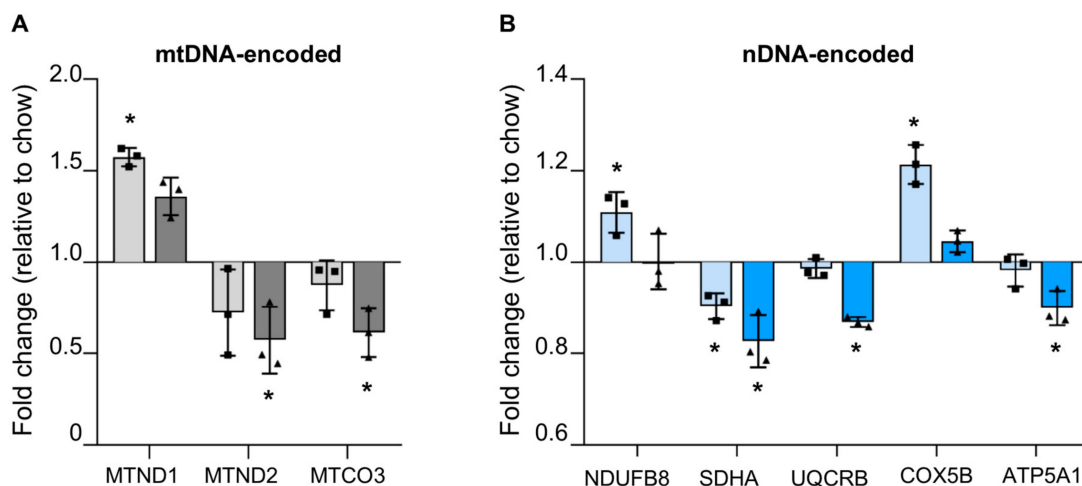 A
mtDNA-encoded
Fold change (relative to chow)
2.0
1.5
1.0
0.5
0
*
*
*
MTND1 MTND2 MTCO3
B
nDNA-encoded
Fold change (relative to chow)
1.4
1.2
1.0
0.8
0.6
*
*
*
*
*
*
NDUFB8 SDHA UQCRB COX5B ATP5A1